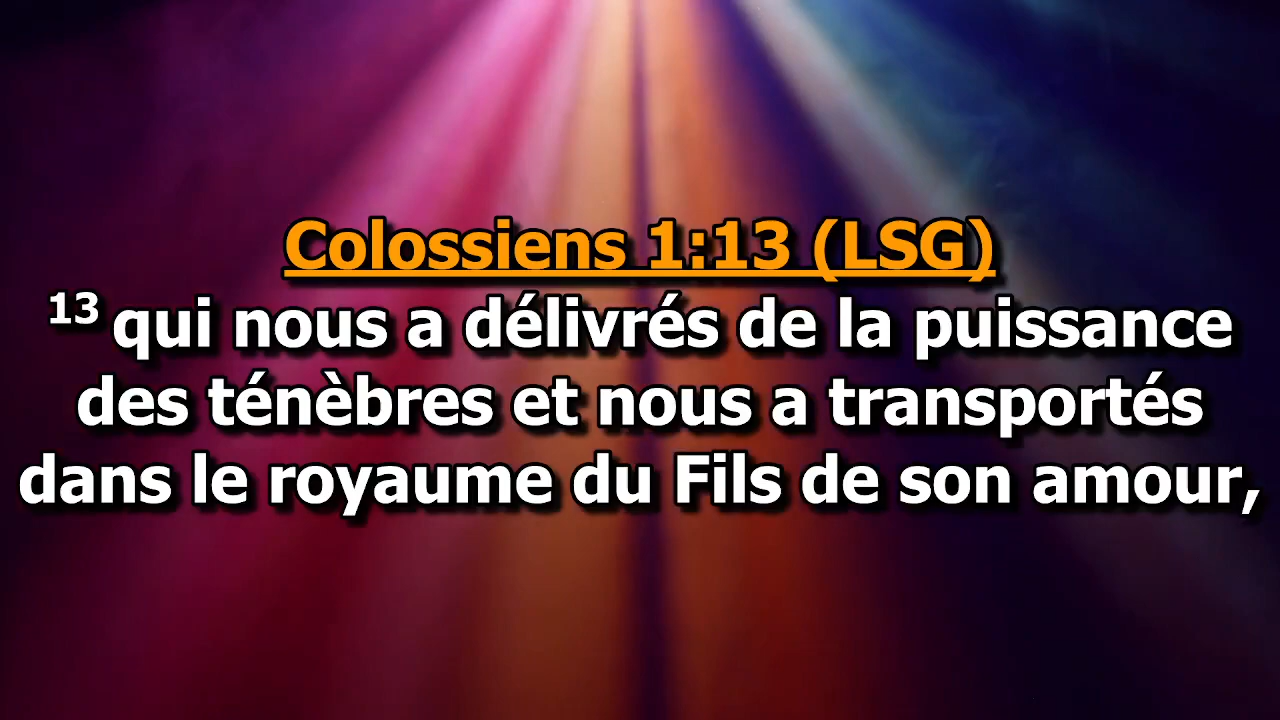 Colossiens 1:13 (LSG)
13 qui nous a délivrés de la puissance
des ténèbres et nous a transportés
dans le royaume du Fils de son amour,